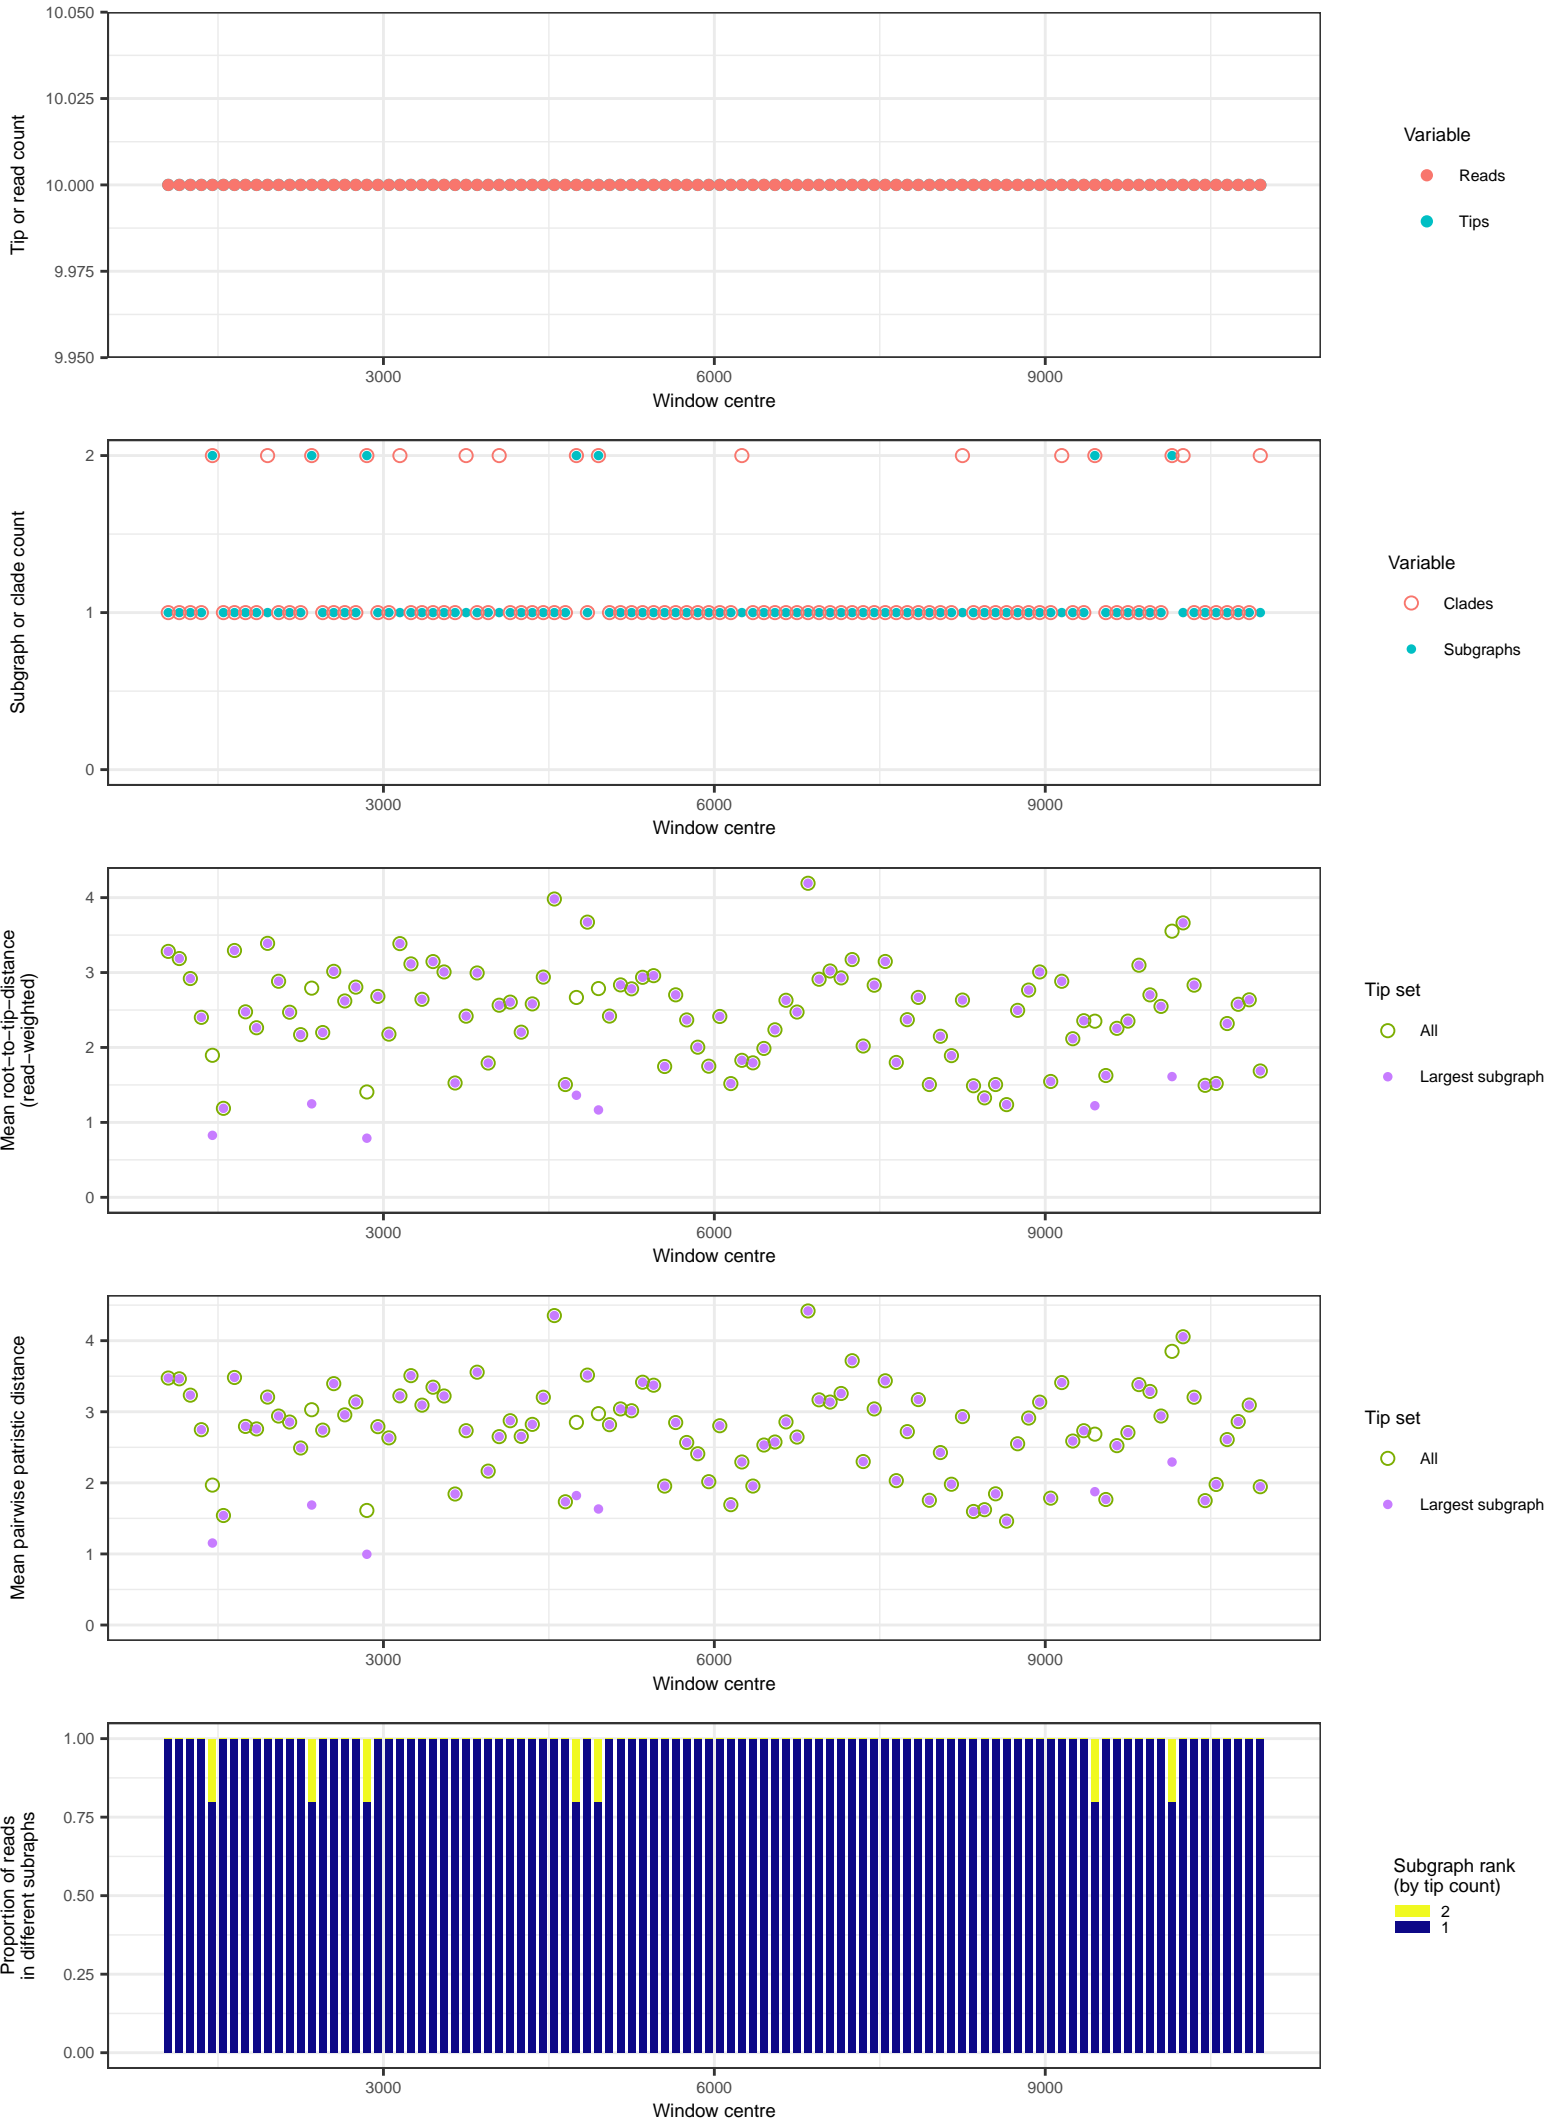 10.050
10.025
10.000
9.975
9.950
Tip or read count
3000
6000
9000
Window centre
Variable
Reads
Tips
2
1
0
Subgraph or clade count
3000
6000
9000
Window centre
Variable
Clades
Subgraphs
4
3
2
1
0
Mean root−to−tip−distance
(read−weighted)
3000
6000
9000
Window centre
Tip set
All
Largest subgraph
4
3
2
1
0
Mean pairwise patristic distance
3000
6000
9000
Window centre
Tip set
All
Largest subgraph
1.00
0.75
0.50
0.25
0.00
Proportion of reads
in different subraphs
3000
6000
9000
Window centre
Subgraph rank
(by tip count)
2
1